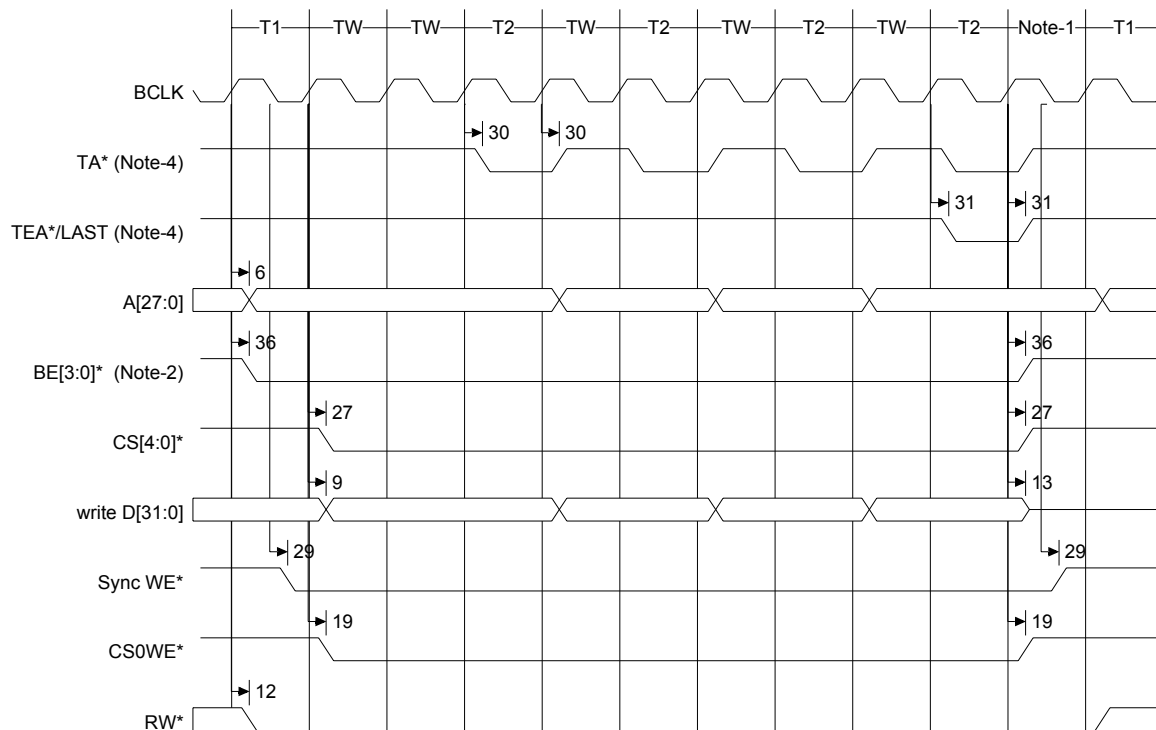 T1 TW TW T2 TW T2 TW T2 TW T2 Note-1 T1
BCLK
30 30
TA* (Note-4)
31 31
TEA*/LAST (Note-4)
6
A[27:0]
36 36
BE[3:0]* (Note-2)
27 27
CS[4:0]*
9 13
write D[31:0]
29 29
Sync WE*
19 19
CS0WE*
12
RW*